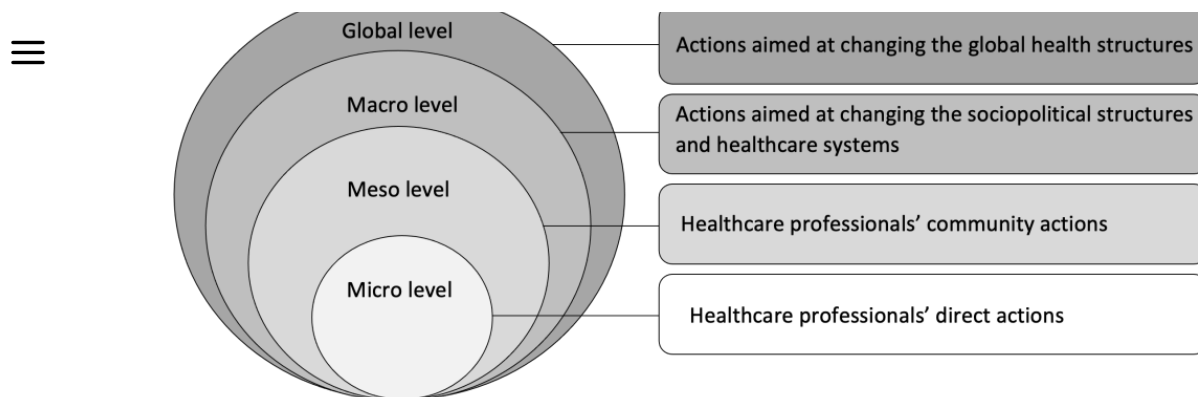 Global level
Actions aimed at changing the global health structures
Macro level
Actions aimed at changing the sociopolitical structures
and healthcare systems
Meso level
Healthcare professionals’ community actions
Micro level
Healthcare professionals’ direct actions